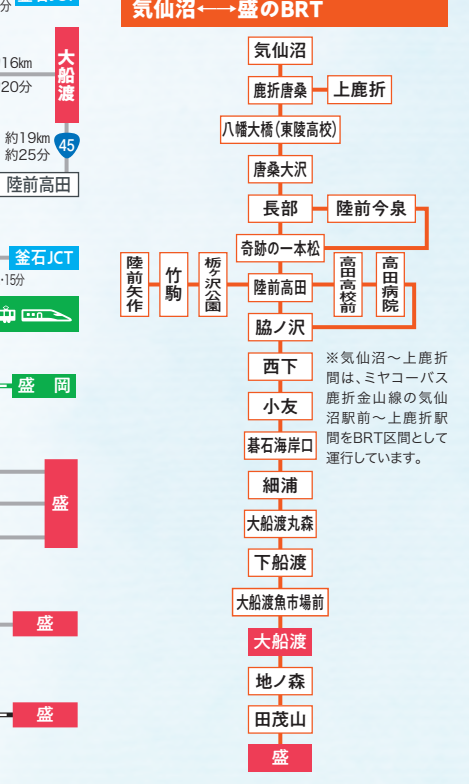 気仙沼⟷盛のBRT
気仙沼
鹿折唐桑
上鹿折
八幡大橋(東陵高校)
唐桑大沢
長部
陸前今泉
奇跡の一本松
陸前矢作
竹駒
栃ヶ沢公園
陸前高田
高田高校前
高田病院
脇ノ沢
西下
小友
碁石海岸口
細浦
大船渡丸森
下船渡
大船渡魚市場前
大船渡
地ノ森
田茂山
盛
※気仙沼~上鹿折
間は、ミヤコーバス
鹿折金山線の気仙
沼駅前~上鹿折駅
間をBRT区間として
運行しています。
分
16km
20分
大船渡
約19km
約25分
45
陸前高田
釜石JCT
・15分
盛 岡
盛
盛
盛